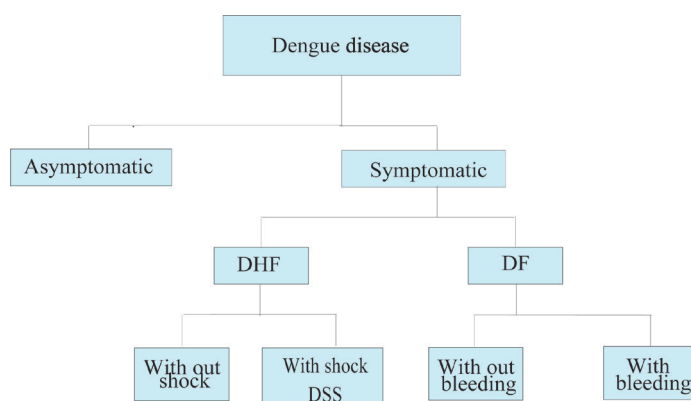 Dengue disease
Asymptomatic
Symptomatic
DHF
DF
With out
shock
With shock
DSS
With out
bleeding
With
bleeding